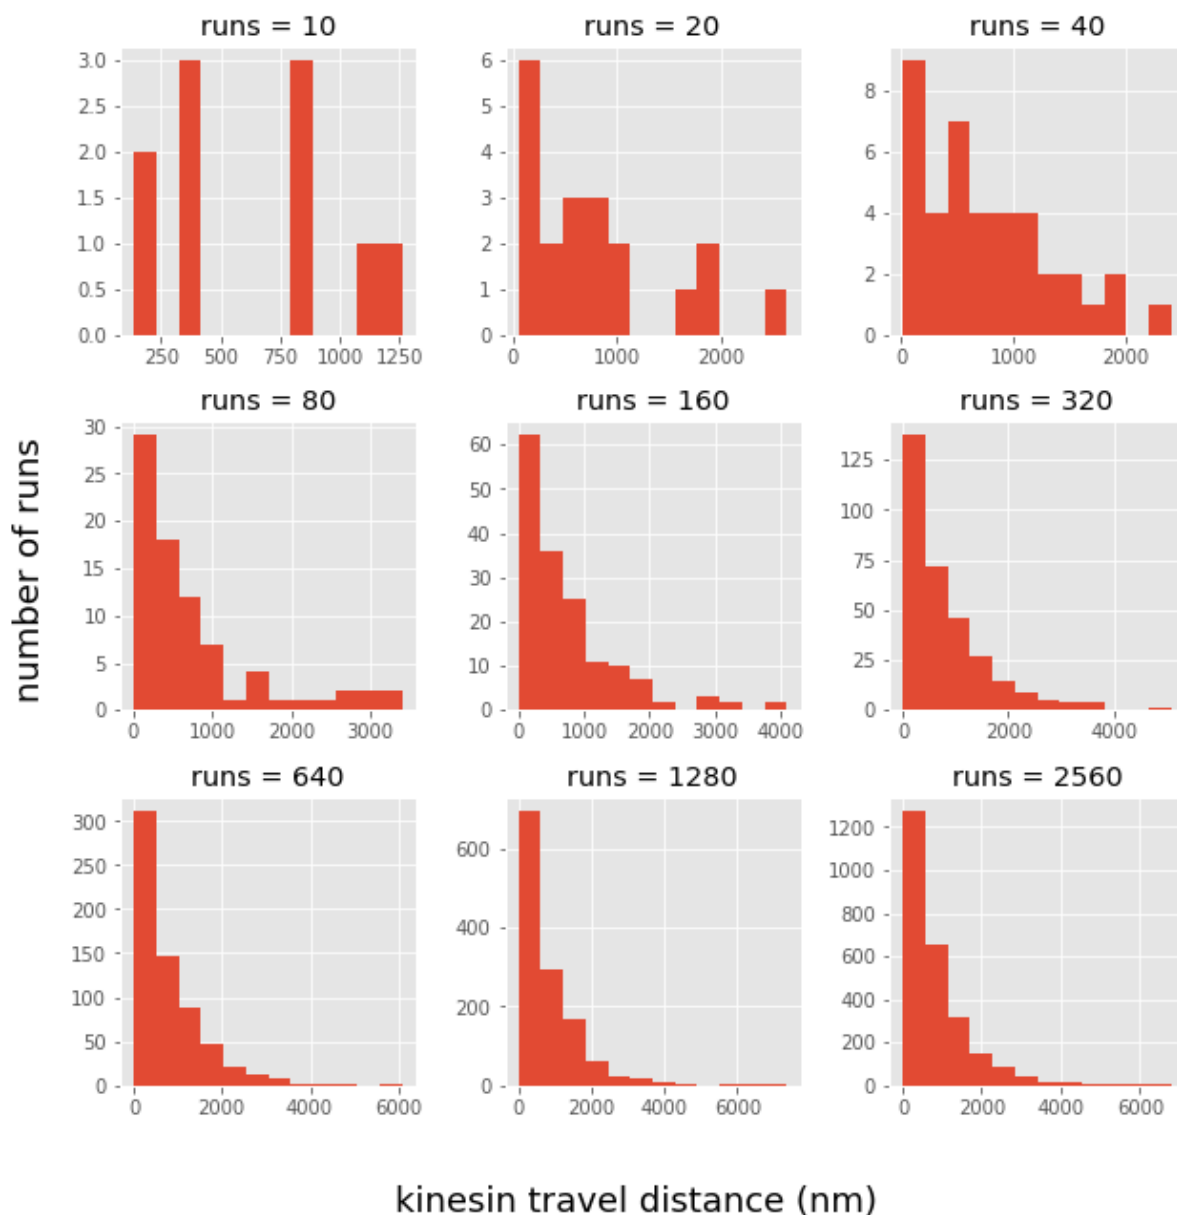 runs = 10
runs = 20
runs = 40
3.0
2.5
2.0
1.5
1.0
0.5
0.0
250 500 750 1000 1250
6
5
4
3
2
1
0
0 1000 2000
8
6
4
2
0
0 1000 2000
runs = 80
runs = 160
runs = 320
30
25
20
15
10
5
0
0 1000 2000 3000
60
50
40
30
20
10
0
0 1000 2000 3000 4000
125
100
75
50
25
0
0 2000 4000
number of runs
runs = 640
runs = 1280
runs = 2560
300
250
200
150
100
50
0
0 2000 4000 6000
600
400
200
0
0 2000 4000 6000
1200
1000
800
600
400
200
0
0 2000 4000 6000
kinesin travel distance (nm)